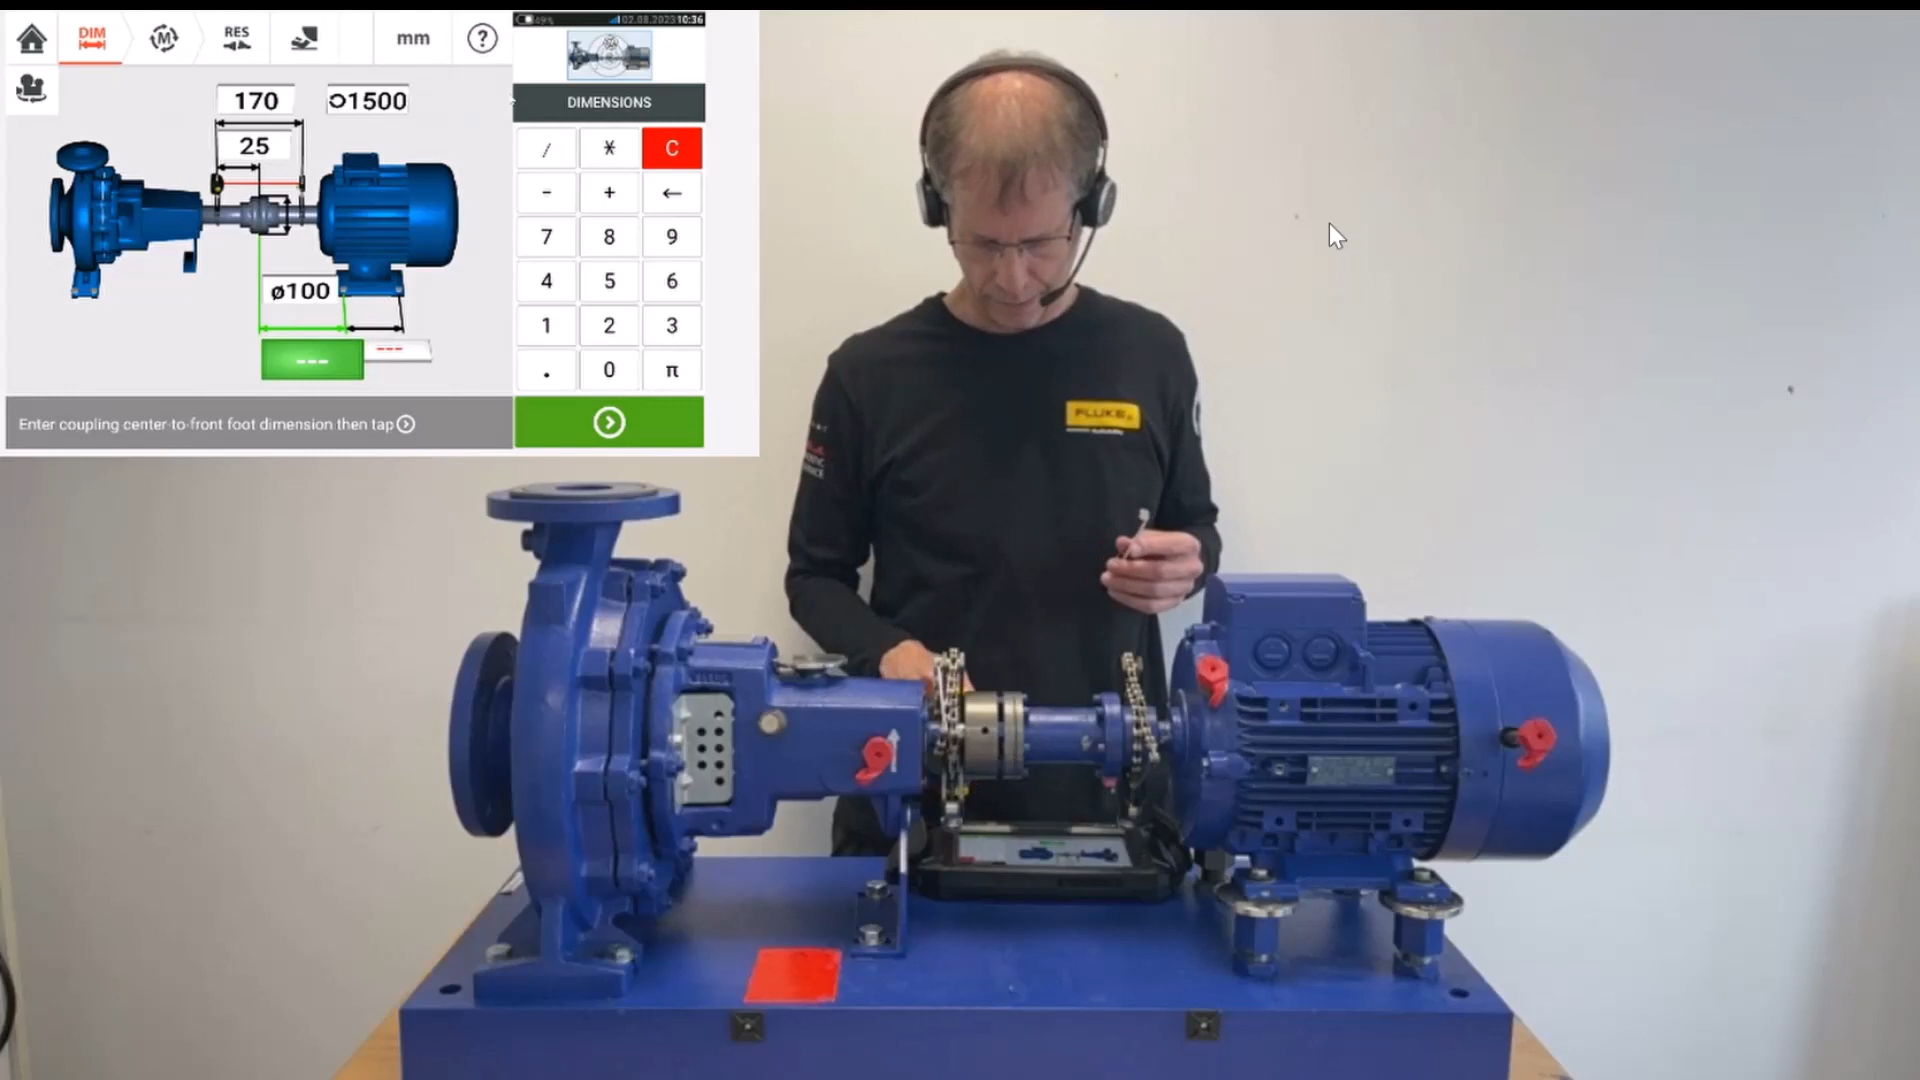 DIM
M
RES
mm
?
49%
02.08.2023 10:36
DIMENSIONS
170
1500
25
ø100
---
---
/ * C
- + ←
7 8 9
4 5 6
1 2 3
. 0 π
Enter coupling center-to-front foot dimension then tap
FLUKE